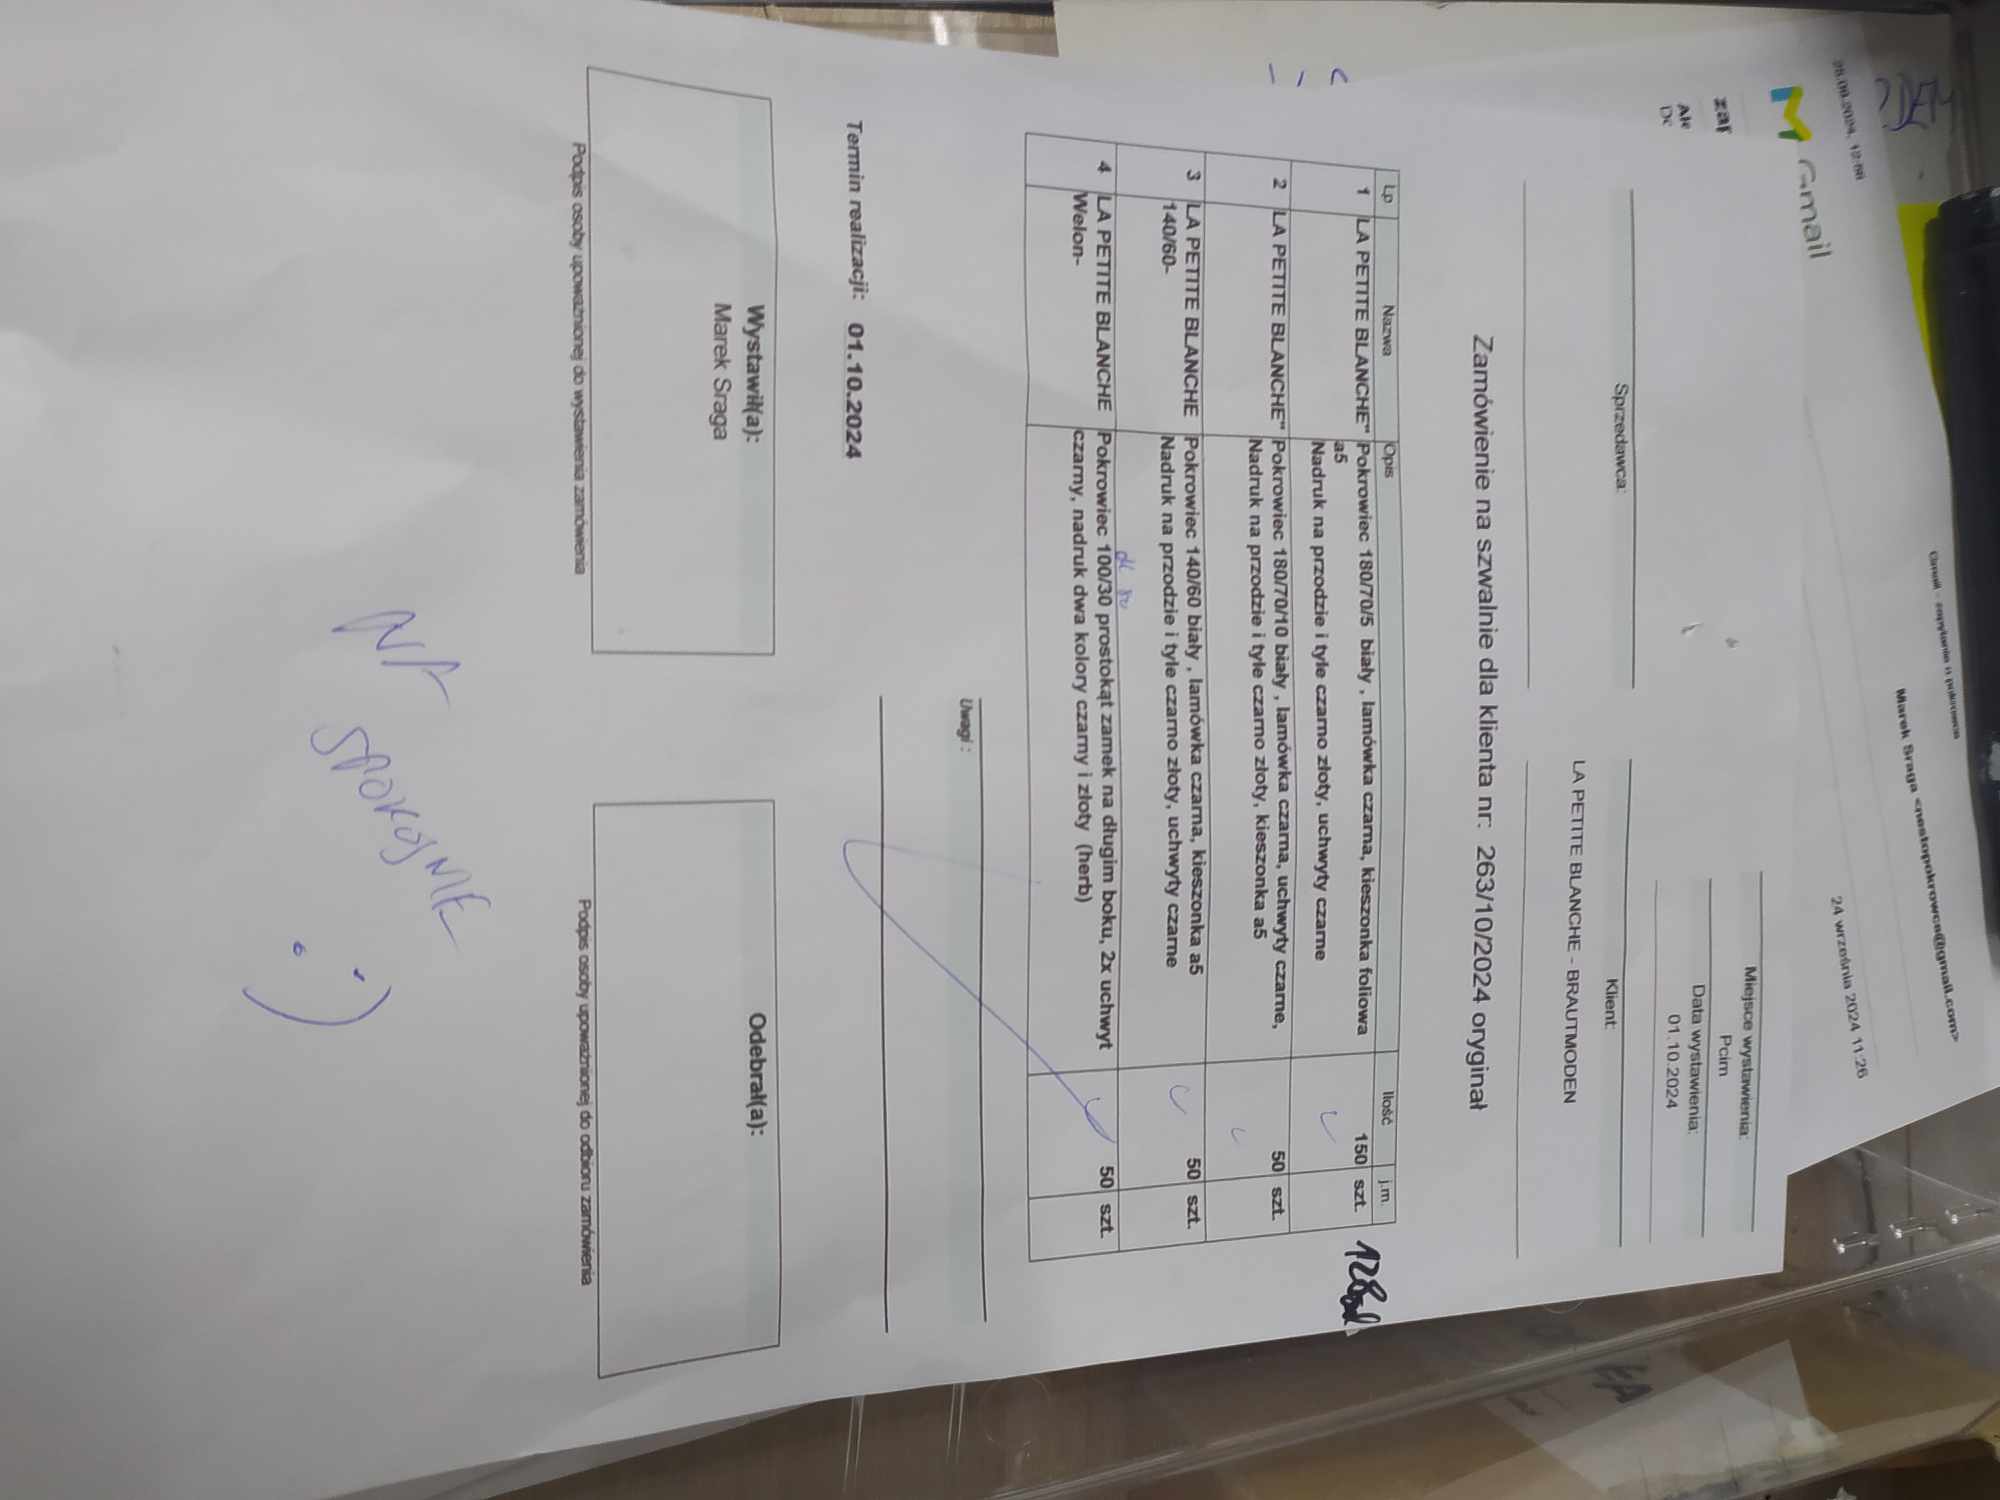 Gmail - zapytanie o pokrowce
Marek Sraga <nestopokrowce@gmail.com>
25.09.2024, 12:56
24 września 2024 11:26
Gmail
Miejsce wystawienia:
Pcim
Data wystawienia:
01.10.2024
Sprzedawca:
Klient:
LA PETITE BLANCHE - BRAUTMODEN
Zamówienie na szwalnie dla klienta nr: 263/10/2024 oryginał
Lp Nazwa Opis Ilość j.m.
1 LA PETITE BLANCHE" Pokrowiec 180/70/5 biały , lamówka czarna, kieszonka foliowa 150 szt.
a5
Nadruk na przodzie i tyle czarno złoty, uchwyty czarne
2 LA PETITE BLANCHE" Pokrowiec 180/70/10 biały , lamówka czarna, uchwyty czarne, 50 szt.
Nadruk na przodzie i tyle czarno złoty, kieszonka a5
3 LA PETITE BLANCHE Pokrowiec 140/60 biały , lamówka czarna, kieszonka a5 50 szt.
140/60- Nadruk na przodzie i tyle czarno złoty, uchwyty czarne
4 LA PETITE BLANCHE Pokrowiec 100/30 prostokąt zamek na długim boku, 2x uchwyt 50 szt.
Welon- czarny, nadruk dwa kolory czarny i złoty (herb)
Uwagi :
Termin realizacji: 01.10.2024
Wystawił(a):
Marek Sraga
Odebrał(a):
Podpis osoby upoważnionej do wystawienia zamówienia
Podpis osoby upoważnionej do odbioru zamówienia
NA
SPOKOJNIE
:)